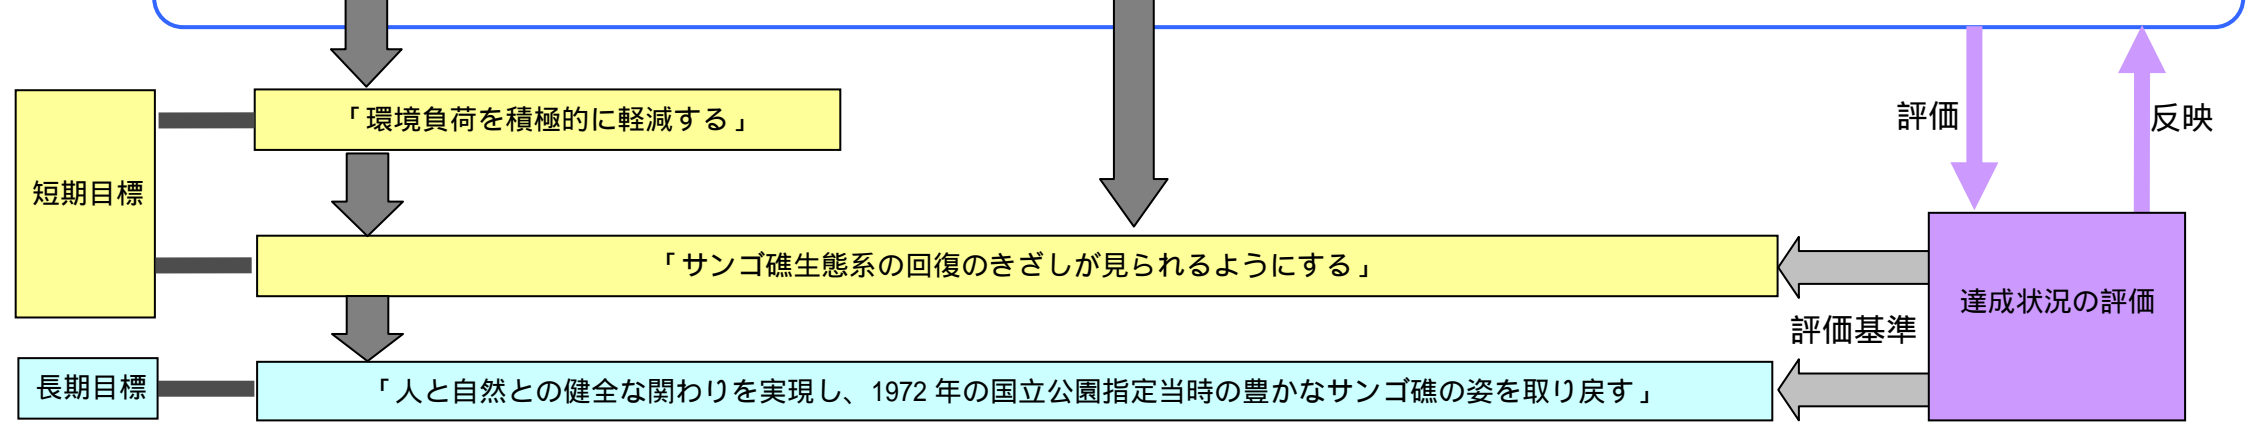 「環境負荷を積極的に軽減する」
評価
反映
短期目標
「サンゴ礁生態系の回復のきざしが見られるようにする」
達成状況の評価
評価基準
長期目標
「人と自然との健全な関わりを実現し、1972 年の国立公園指定当時の豊かなサンゴ礁の姿を取り戻す」